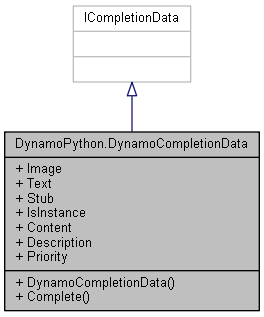 ICompletionData
DynamoPython.DynamoCompletionData
+ Image
+ Text
+ Stub
+ IsInstance
+ Content
+ Description
+ Priority
+ DynamoCompletionData()
+ Complete()